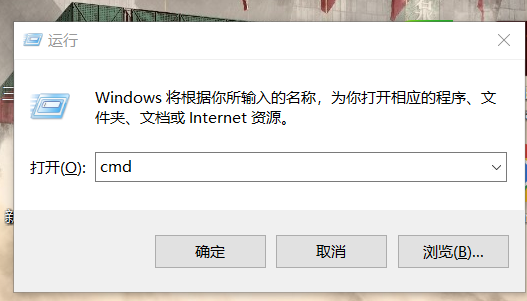 运行
Windows 将根据你所输入的名称，为你打开相应的程序、文
件夹、文档或 Internet 资源。
打开(O): cmd
确定 取消 浏览(B)...